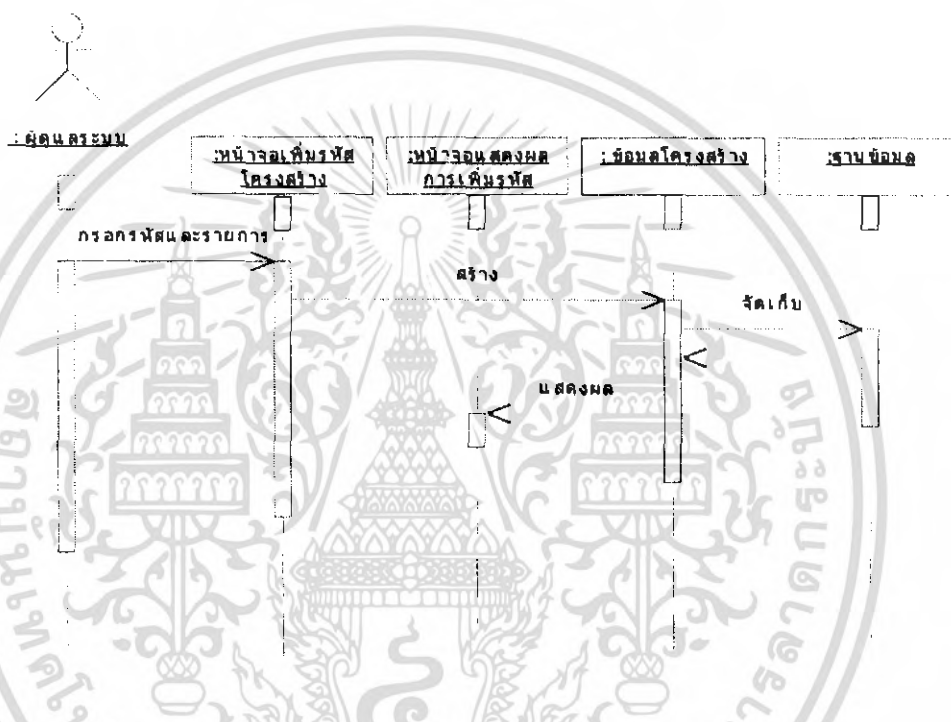 : ผู้ดูแลระบบ
:หน้าจอเพิ่มรหัส
โครงสร้าง
:หน้าจอแสดงผล
การเพิ่มรหัส
: ข้อมูลโครงสร้าง
:ฐานข้อมูล
กรอกรหัสและรายการ
สร้าง
จัดเก็บ
แสดงผล